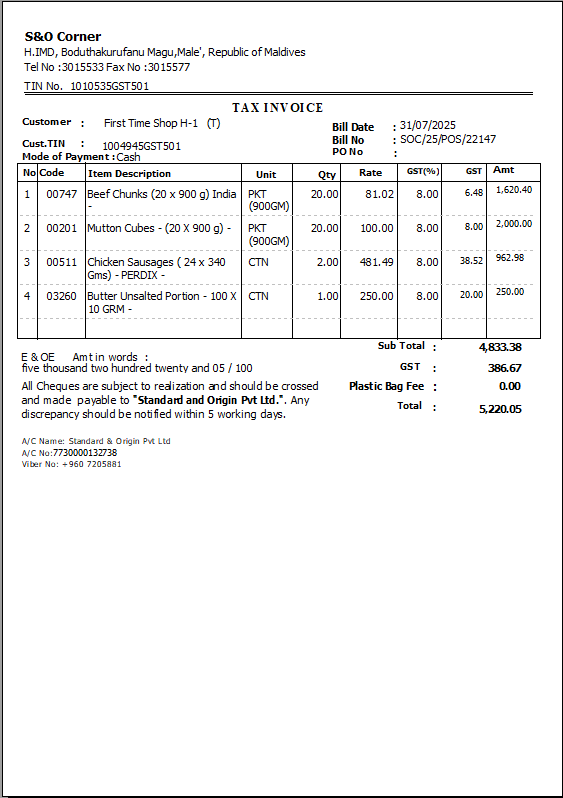 S&O Corner
H.IMD, Boduthakurufanu Magu,Male', Republic of Maldives
Tel No :3015533 Fax No :3015577
TIN No. 1010535GST501
TAX INVOICE
Customer : First Time Shop H-1 (T)
Bill Date : 31/07/2025
Bill No : SOC/25/POS/22147
Cust.TIN : 1004945GST501
PO No :
Mode of Payment :Cash
No Code Item Description Unit Qty Rate GST(%) GST Amt
1 00747 Beef Chunks (20 x 900 g) India PKT 20.00 81.02 8.00 6.48 1,620.40
- (900GM)
2 00201 Mutton Cubes - (20 X 900 g) - PKT 20.00 100.00 8.00 8.00 2,000.00
(900GM)
3 00511 Chicken Sausages ( 24 x 340 CTN 2.00 481.49 8.00 38.52 962.98
Gms) - PERDIX -
4 03260 Butter Unsalted Portion - 100 X CTN 1.00 250.00 8.00 20.00 250.00
10 GRM -
Sub Total : 4,833.38
E & OE Amt in words :
five thousand two hundred twenty and 05 / 100
GST : 386.67
All Cheques are subject to realization and should be crossed
Plastic Bag Fee : 0.00
and made payable to "Standard and Origin Pvt Ltd.". Any
Total : 5,220.05
discrepancy should be notified within 5 working days.
A/C Name: Standard & Origin Pvt Ltd
A/C No:7730000132738
Viber No: +960 7205881